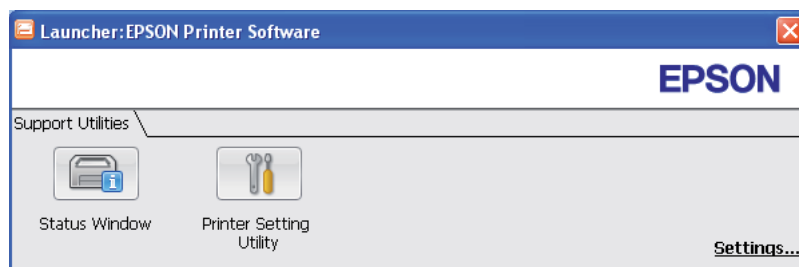 Launcher:EPSON Printer Software
EPSON
Support Utilities
Status Window
Printer Setting
Utility
Settings...